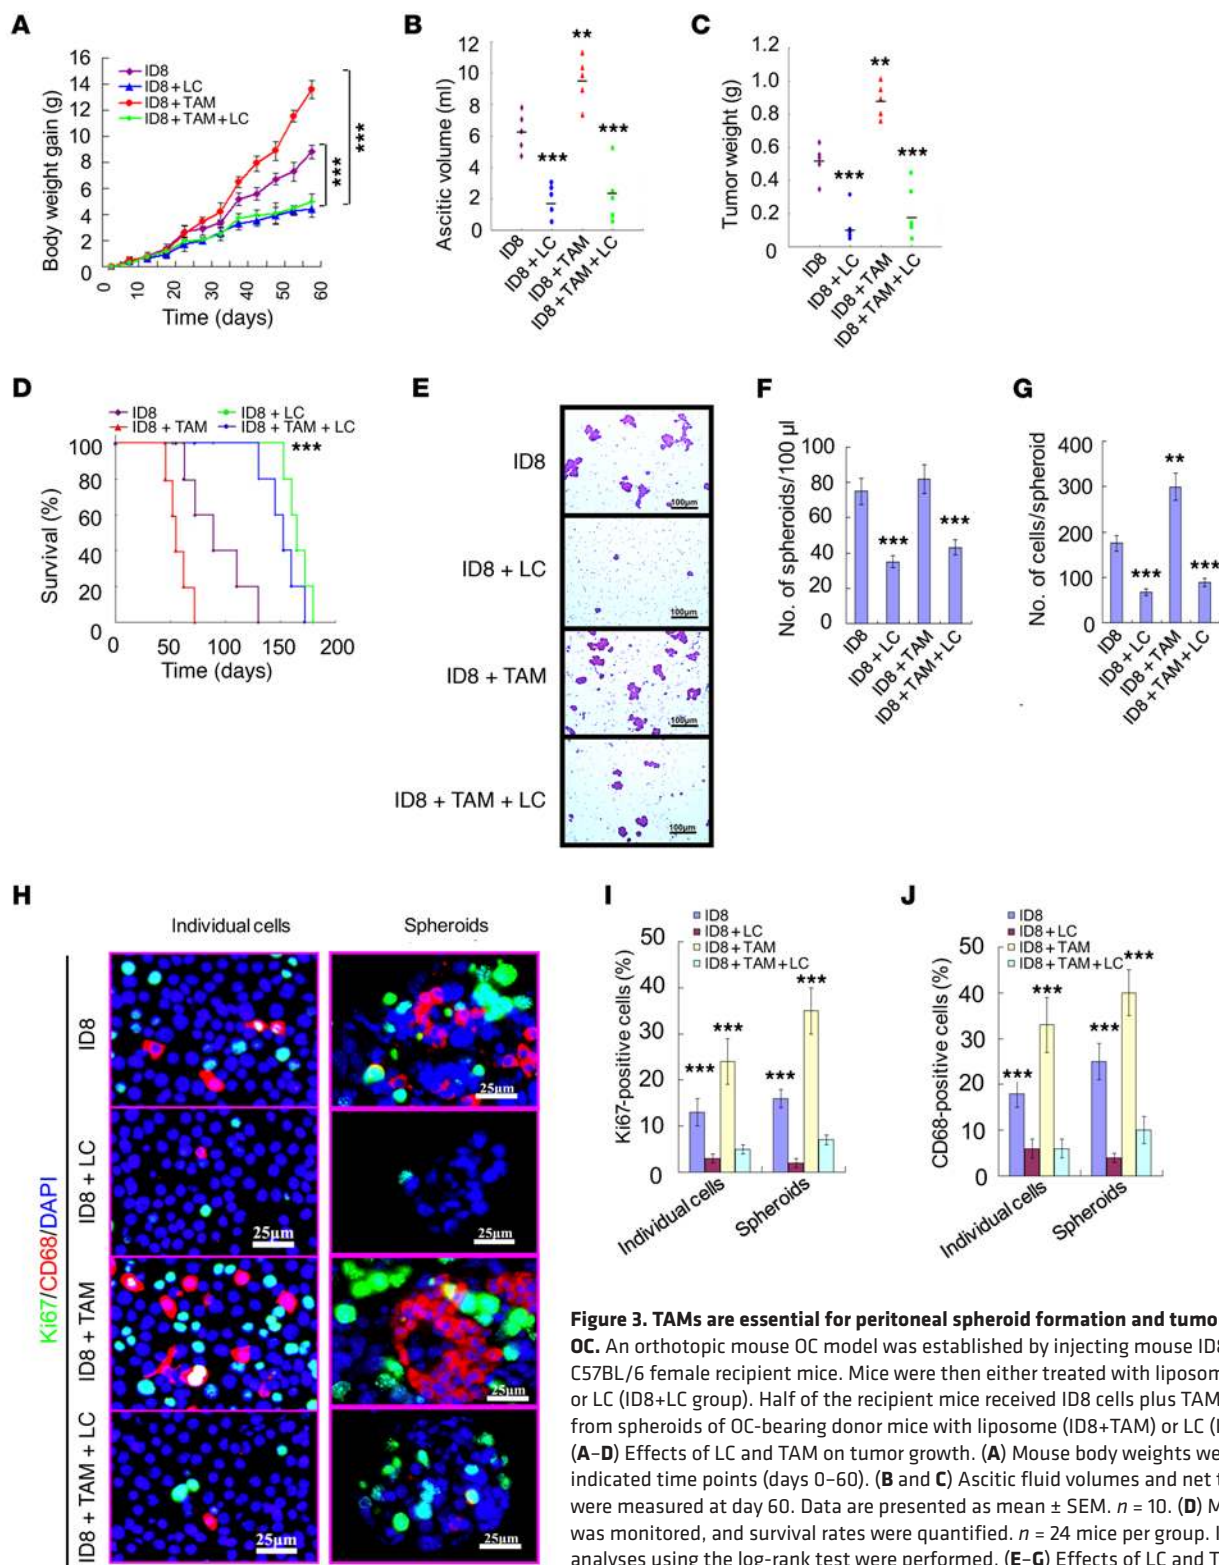 A
16
14
12
10
8
6
4
2
0
Body weight gain (g)
ID8
ID8 + LC
ID8 + TAM
ID8 + TAM + LC
***
***
0
10
20
30
40
50
60
Time (days)
B
12
10
8
6
4
2
0
Ascitic volume (ml)
***
**
***
ID8
ID8 + LC
ID8 + TAM
ID8 + TAM + LC
C
1.2
1.0
0.8
0.6
0.4
0.2
0
Tumor weight (g)
***
**
***
ID8
ID8 + LC
ID8 + TAM
ID8 + TAM + LC
D
ID8
ID8 + LC
ID8 + TAM
ID8 + TAM + LC
***
100
80
60
40
20
0
Survival (%)
0 50 100 150 200
Time (days)
E
ID8
100µm
ID8 + LC
100µm
ID8 + TAM
100µm
ID8 + TAM + LC
100µm
F
100
80
60
40
20
0
No. of spheroids/100 µl
***
***
ID8
ID8 + LC
ID8 + TAM
ID8 + TAM + LC
G
400
300
200
100
0
No. of cells/spheroid
***
**
***
ID8
ID8 + LC
ID8 + TAM
ID8 + TAM + LC
H
Individual cells
Spheroids
Ki67/CD68/DAPI
ID8
25µm
ID8 + LC
25µm
25µm
ID8 + TAM
25µm
25µm
ID8 + TAM + LC
25µm
25µm
I
ID8
ID8 + LC
ID8 + TAM
ID8 + TAM + LC
50
40
30
20
10
0
Ki67-positive cells (%)
***
***
***
***
Individual cells
Spheroids
J
ID8
ID8 + LC
ID8 + TAM
ID8 + TAM + LC
50
40
30
20
10
0
CD68-positive cells (%)
***
***
***
***
Individual cells
Spheroids
Figure 3. TAMs are essential for peritoneal spheroid formation and tumo
OC. An orthotopic mouse OC model was established by injecting mouse ID8
C57BL/6 female recipient mice. Mice were then either treated with liposom
or LC (ID8+LC group). Half of the recipient mice received ID8 cells plus TAM
from spheroids of OC-bearing donor mice with liposome (ID8+TAM) or LC (I
(A–D) Effects of LC and TAM on tumor growth. (A) Mouse body weights we
indicated time points (days 0–60). (B and C) Ascitic fluid volumes and net t
were measured at day 60. Data are presented as mean ± SEM. n = 10. (D) M
was monitored, and survival rates were quantified. n = 24 mice per group. I
analyses using the log-rank test were performed. (E–G) Effects of LC and T